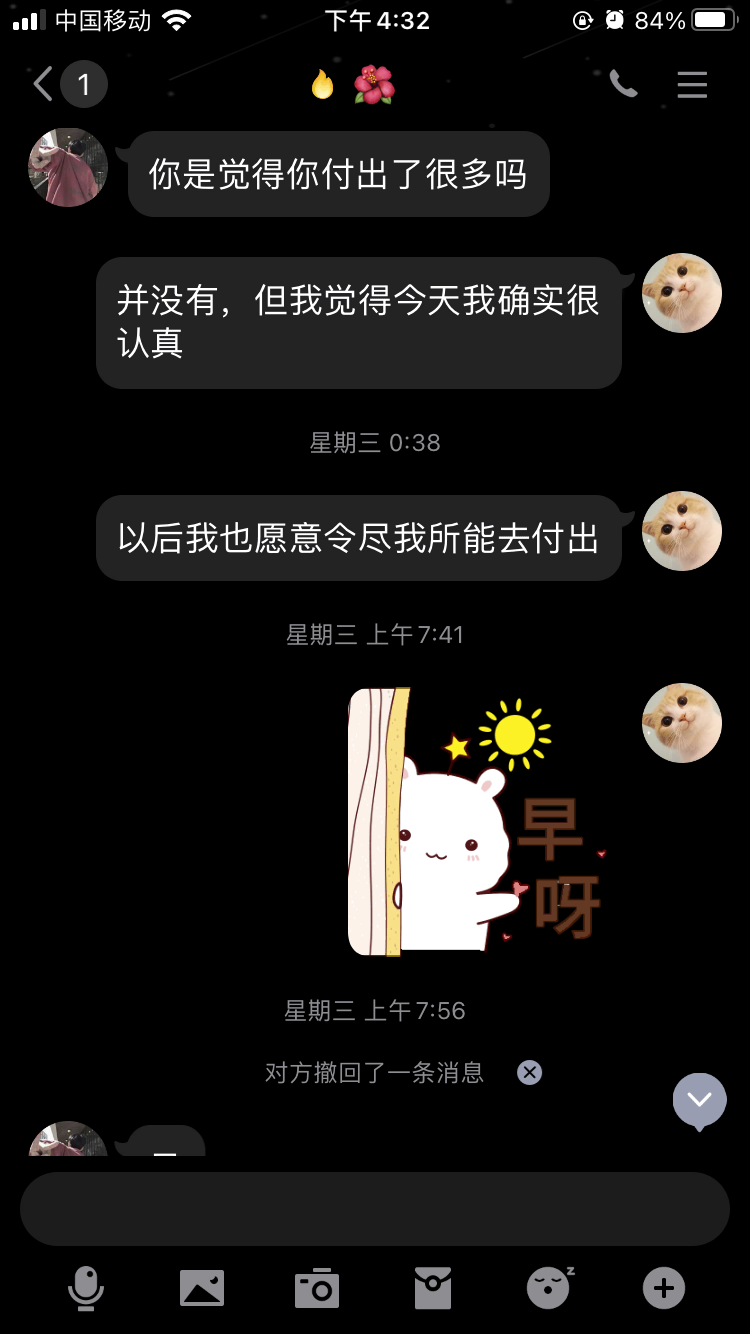 中国移动 下午4:32 84%
1
你是觉得你付出了很多吗
并没有，但我觉得今天我确实很
认真
星期三 0:38
以后我也愿意令尽我所能去付出
星期三 上午7:41
早
呀
星期三 上午7:56
对方撤回了一条消息
z